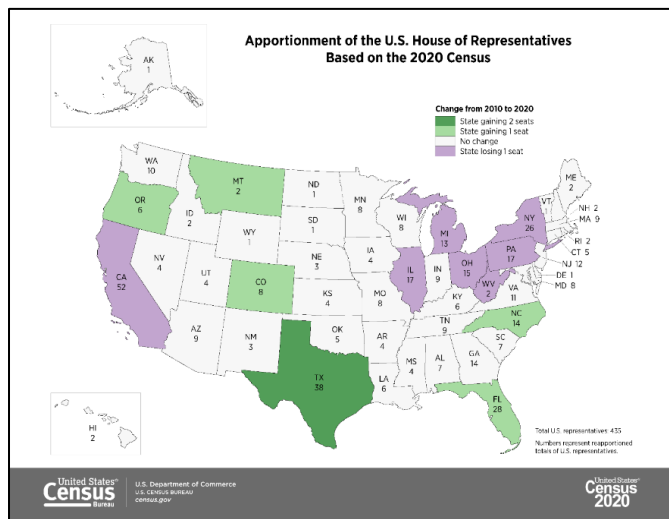 Apportionment of the U.S. House of Representatives
Based on the 2020 Census
Change from 2010 to 2020
State gaining 2 seats
State gaining 1 seat
No change
State losing 1 seat
AK
1
WA
10
OR
6
CA
52
NV
4
ID
2
MT
2
WY
1
UT
4
CO
8
AZ
9
NM
3
ND
1
SD
1
NE
3
KS
4
OK
5
TX
38
MN
8
IA
4
MO
8
AR
4
LA
6
WI
8
IL
17
MI
13
IN
9
OH
15
KY
6
TN
9
MS
4
AL
7
GA
14
FL
28
SC
7
NC
14
VA
11
WV
2
PA
17
NY
26
VT
1
ME
2
NH 2
MA 9
RI 2
CT 5
NJ 12
DE 1
MD 8
HI
2
Total U.S. representatives: 435
Numbers represent reapportioned
totals of U.S. representatives.
United States®
Census
Bureau
U.S. Department of Commerce
U.S. CENSUS BUREAU
census.gov
United States®
Census
2020